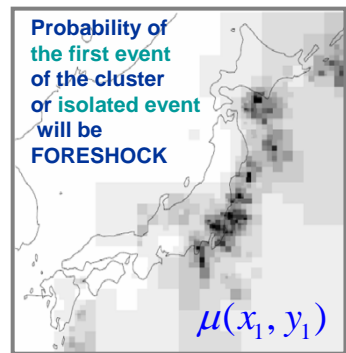 Probability of
the first event
of the cluster
or isolated event
will be
FORESHOCK
μ(x₁, y₁)